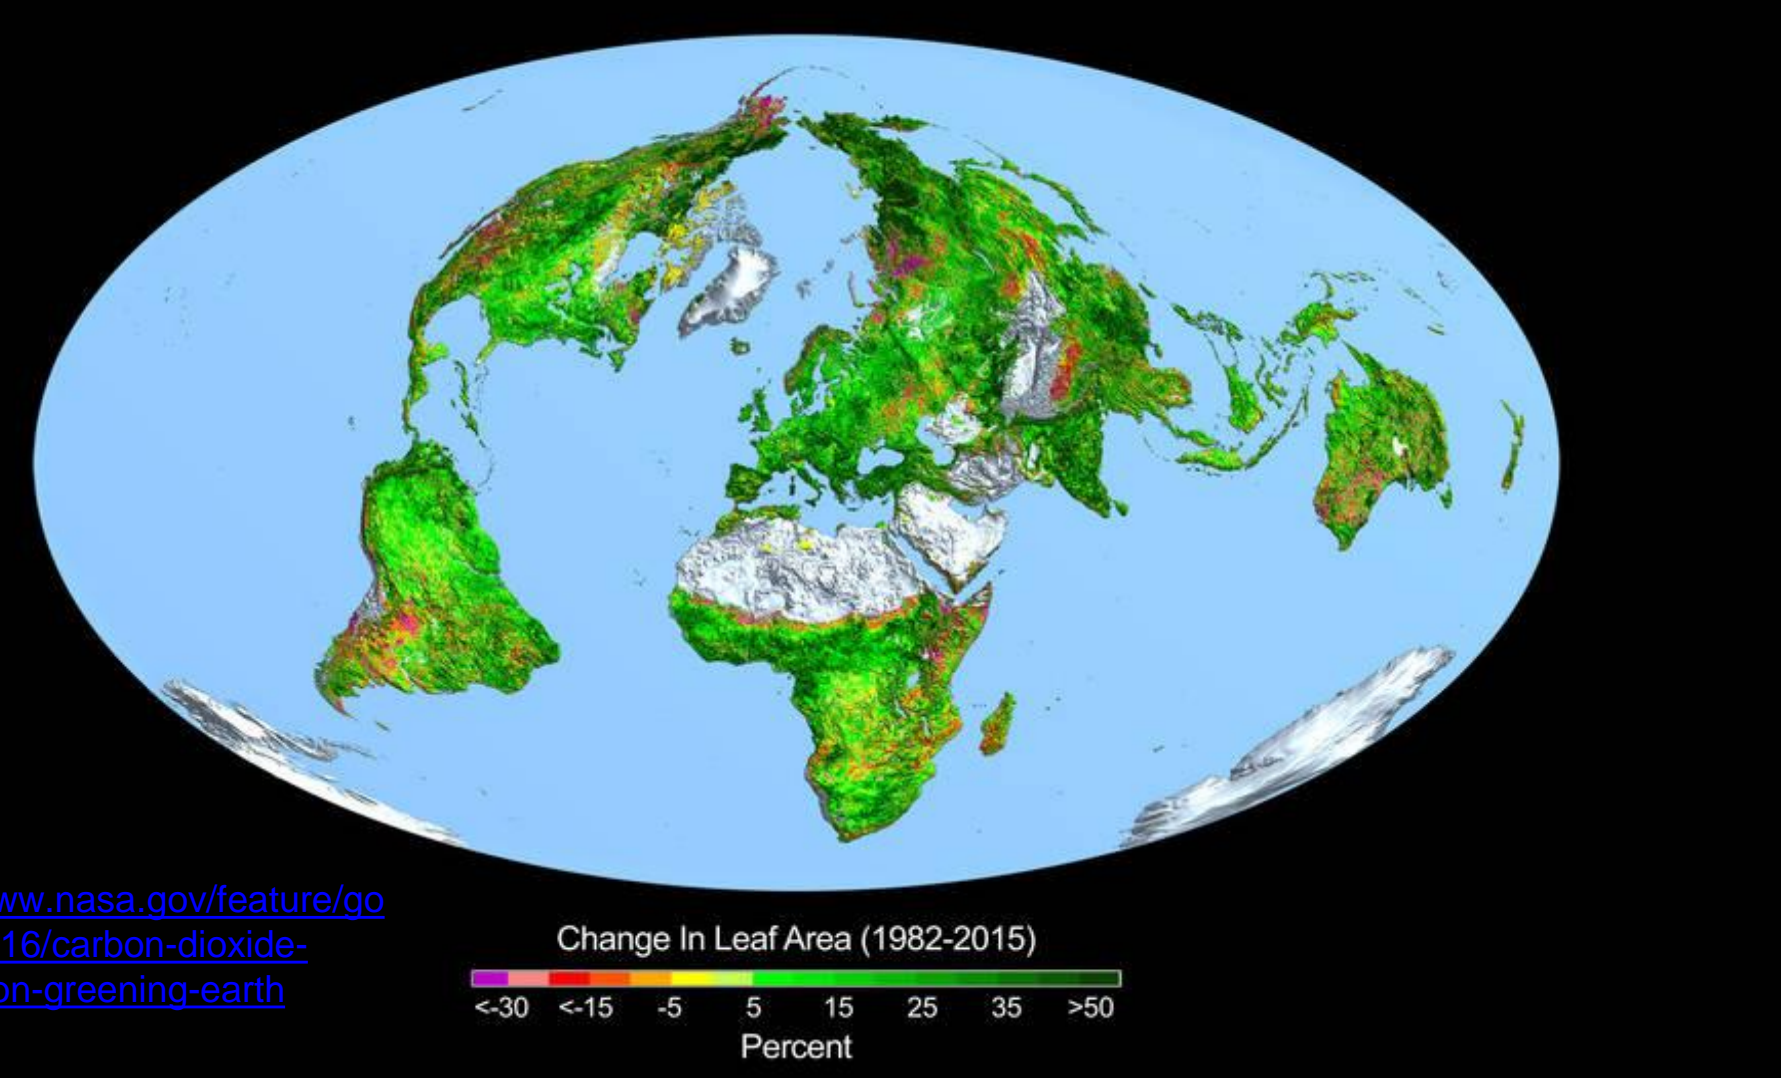 ww.nasa.gov/feature/go
16/carbon-dioxide-
on-greening-earth
Change In Leaf Area (1982-2015)
<-30 <-15 -5 5 15 25 35 >50
Percent